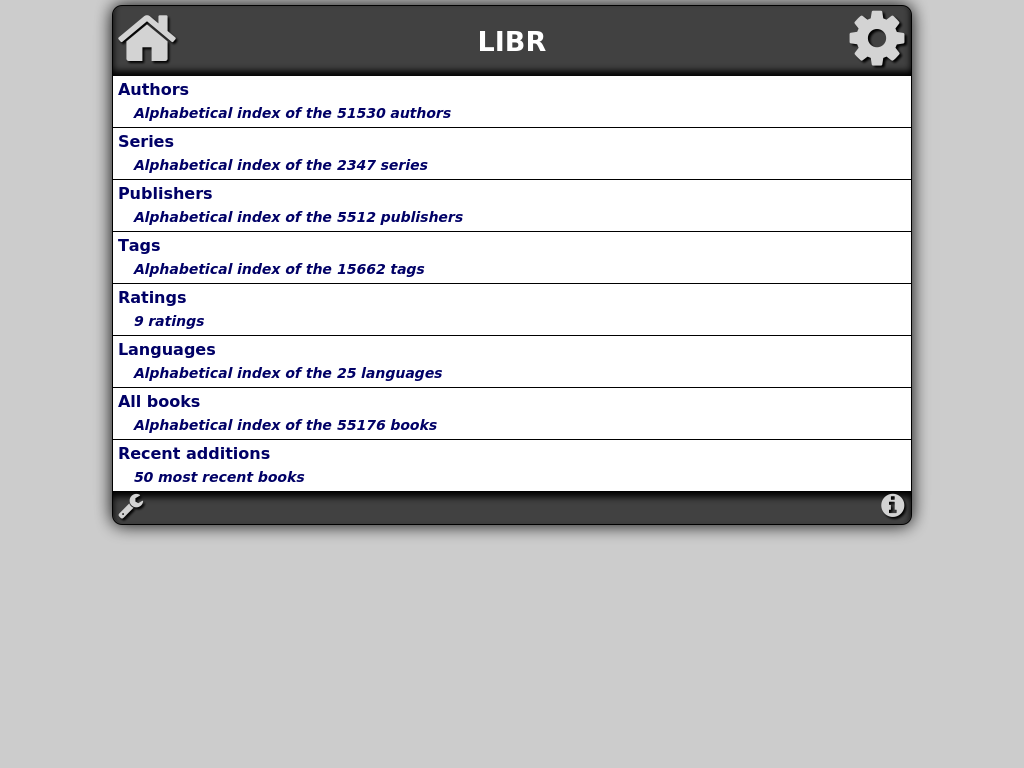 LIBR
Authors
Alphabetical index of the 51530 authors
Series
Alphabetical index of the 2347 series
Publishers
Alphabetical index of the 5512 publishers
Tags
Alphabetical index of the 15662 tags
Ratings
9 ratings
Languages
Alphabetical index of the 25 languages
All books
Alphabetical index of the 55176 books
Recent additions
50 most recent books